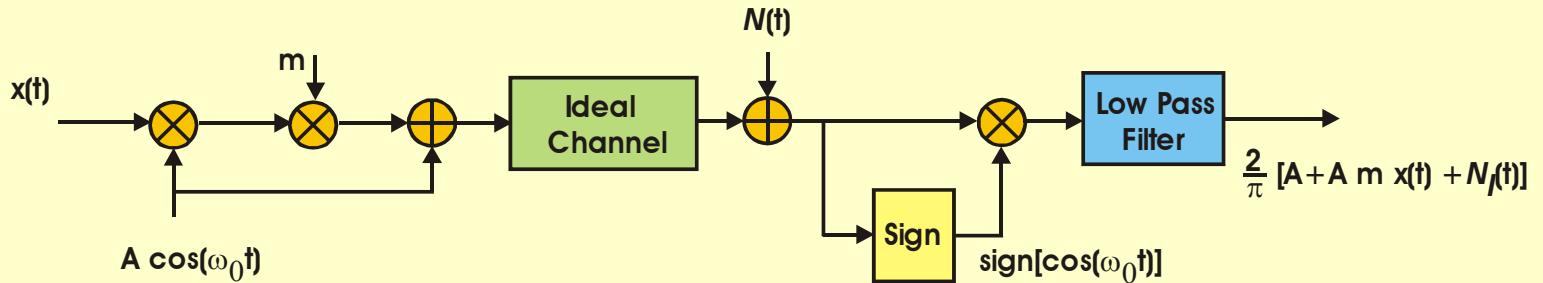 N(t)
m
x(t)
Ideal
Channel
Low Pass
Filter
2/π [A+A m x(t) +N_I(t)]
Sign
A cos(ω₀t)
sign[cos(ω₀t)]